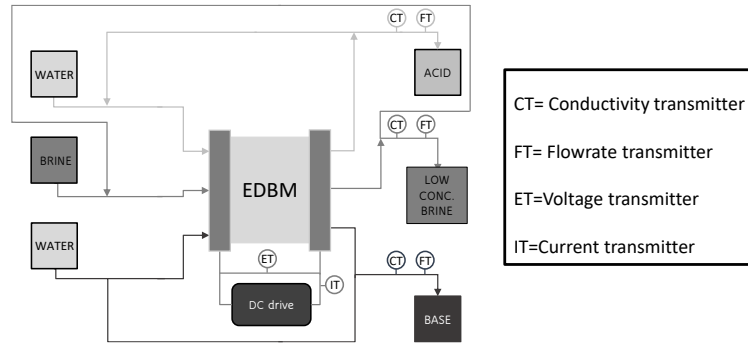 CT
FT
WATER
ACID
CT
FT
BRINE
EDBM
LOW
CONC.
BRINE
WATER
ET
CT
FT
IT
DC drive
BASE
CT= Conductivity transmitter
FT= Flowrate transmitter
ET=Voltage transmitter
IT=Current transmitter